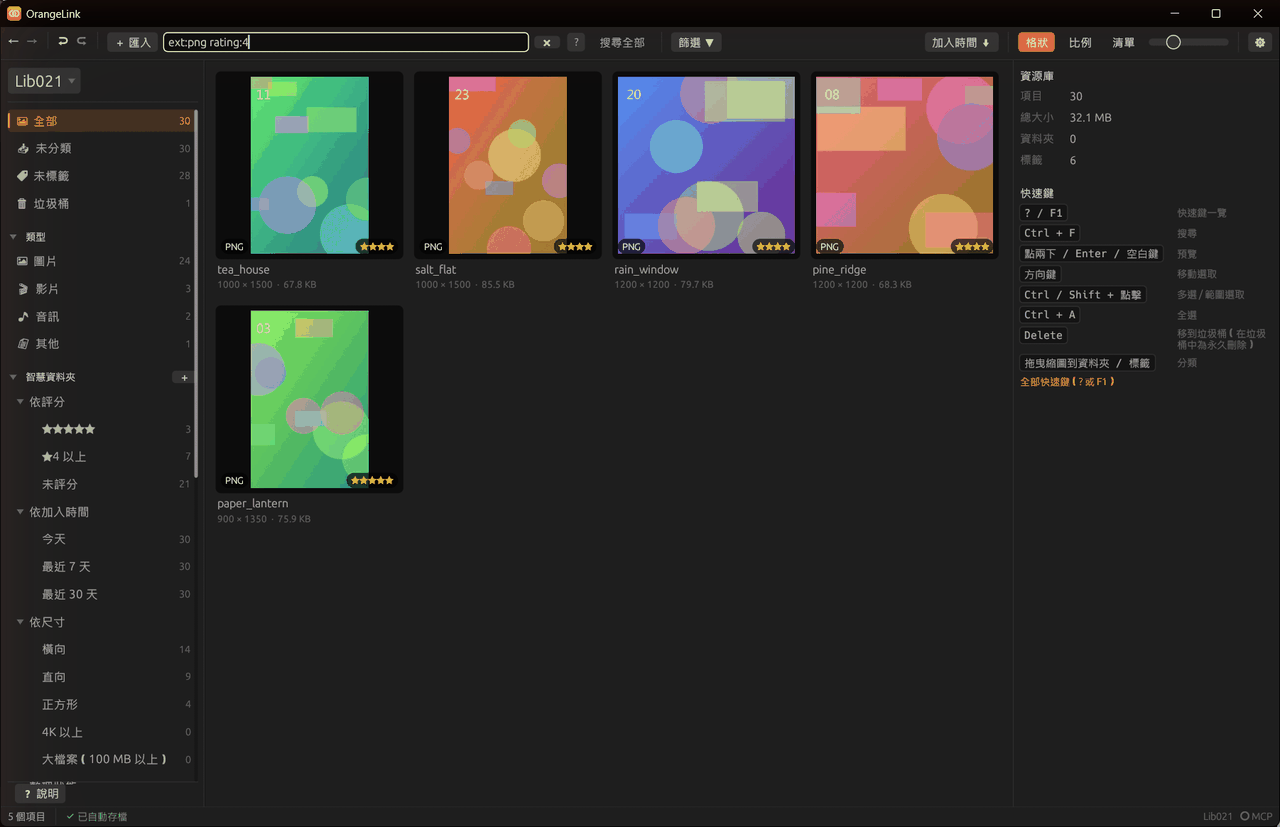 OrangeLink
+ 匯入
ext:png rating:4
?
搜尋全部
篩選 ▼
加入時間
格狀
比例
清單
Lib021
全部 30
未分類 30
未標籤 28
垃圾桶 1
類型
圖片 24
影片 3
音訊 2
其他 1
智慧資料夾 +
依評分
★★★★★ 3
★4 以上 7
未評分 21
依加入時間
今天 30
最近 7 天 30
最近 30 天 30
依尺寸
橫向 14
直向 9
正方形 4
4K 以上 0
大檔案 ( 100 MB 以上 ) 0
? 說明
5 個項目
✓ 已自動存檔
11
PNG ★★★★
tea_house
1000 × 1500 · 67.8 KB
23
PNG ★★★★
salt_flat
1000 × 1500 · 85.5 KB
20
PNG ★★★★
rain_window
1200 × 1200 · 79.7 KB
08
PNG ★★★★
pine_ridge
1200 × 1200 · 68.3 KB
03
PNG ★★★★★
paper_lantern
900 × 1350 · 75.9 KB
資源庫
項目 30
總大小 32.1 MB
資料夾 0
標籤 6
快速鍵
? / F1 快速鍵一覽
Ctrl + F 搜尋
點兩下 / Enter / 空白鍵 預覽
方向鍵 移動選取
Ctrl / Shift + 點擊 多選/範圍選取
Ctrl + A 全選
Delete 移到垃圾桶 ( 在垃圾
桶中為永久刪除 )
拖曳縮圖到資料夾 / 標籤 分類
全部快速鍵 ( ? 或 F1 )
Lib021
MCP